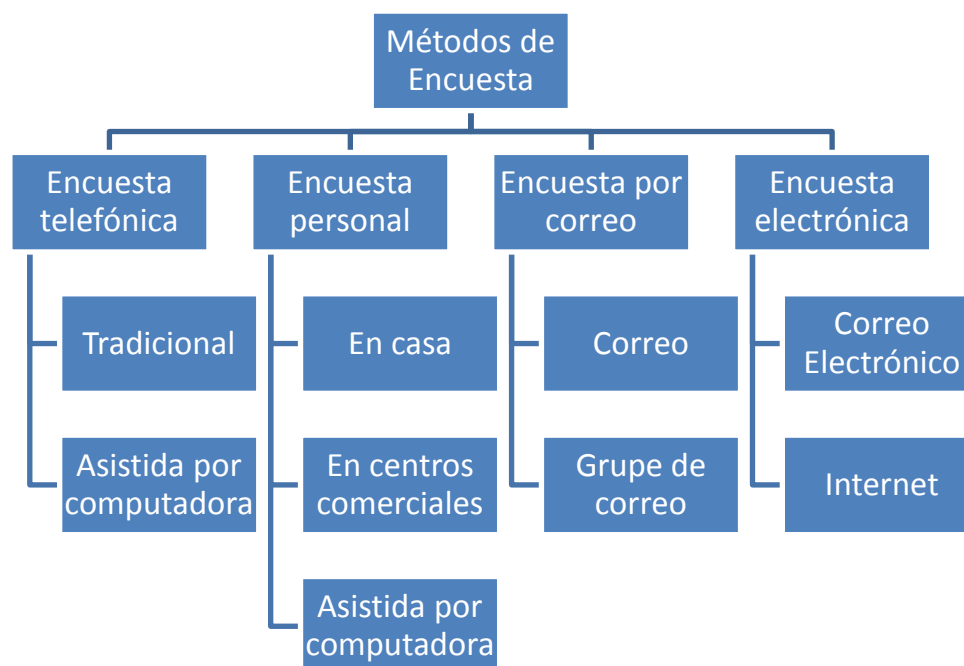 Métodos de
Encuesta
Encuesta
telefónica
Tradicional
Asistida por
computadora
Encuesta
personal
En casa
En centros
comerciales
Asistida por
computadora
Encuesta por
correo
Correo
Grupe de
correo
Encuesta
electrónica
Correo
Electrónico
Internet